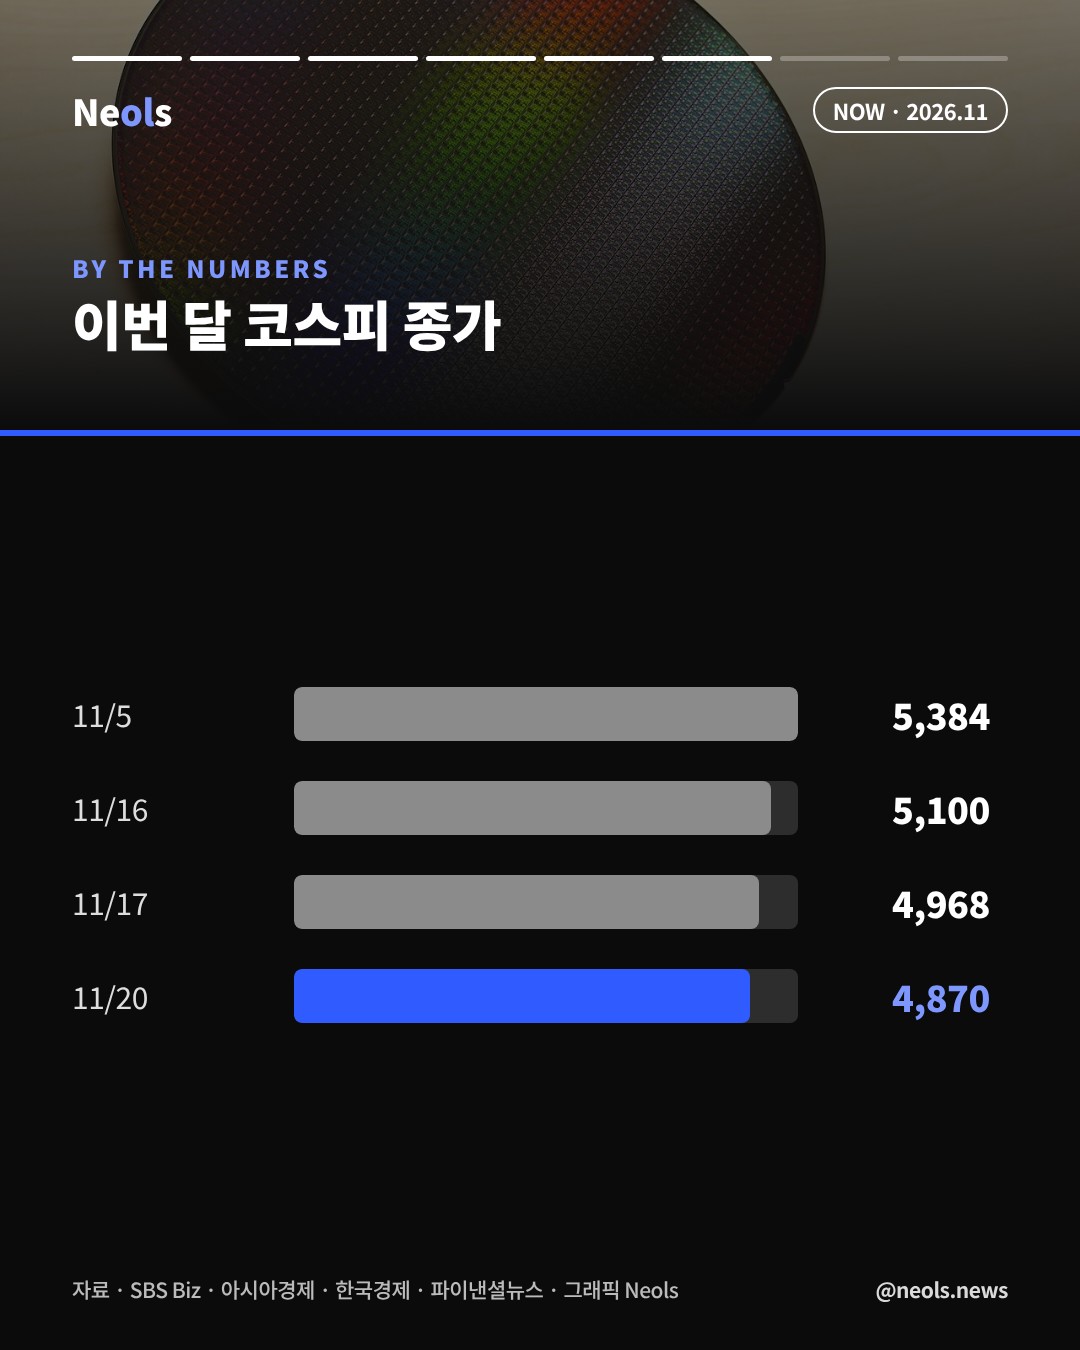 Neols
NOW · 2026.11
BY THE NUMBERS
이번 달 코스피 종가
11/5 5,384
11/16 5,100
11/17 4,968
11/20 4,870
자료 · SBS Biz · 아시아경제 · 한국경제 · 파이낸셜뉴스 · 그래픽 Neols
@neols.news